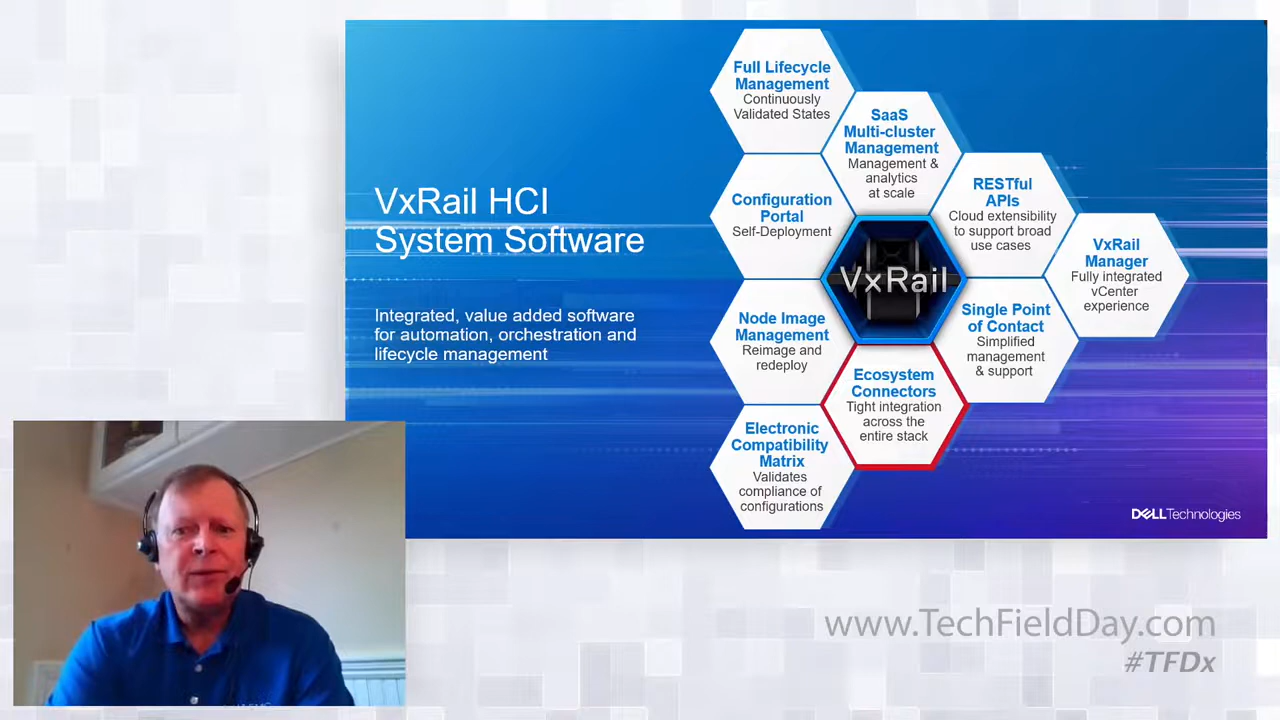 VxRail HCI
System Software
Integrated, value added software
for automation, orchestration and
lifecycle management
Full Lifecycle
Management
Continuously
Validated States
SaaS
Multi-cluster
Management
Management &
analytics
at scale
RESTful
APIs
Cloud extensibility
to support broad
use cases
VxRail
Manager
Fully integrated
vCenter
experience
Configuration
Portal
Self-Deployment
VxRail
Node Image
Management
Reimage and
redeploy
Single Point
of Contact
Simplified
management
& support
Ecosystem
Connectors
Tight integration
across the
entire stack
Electronic
Compatibility
Matrix
Validates
compliance of
configurations
DELLTechnologies
www.TechFieldDay.com
#TFDx